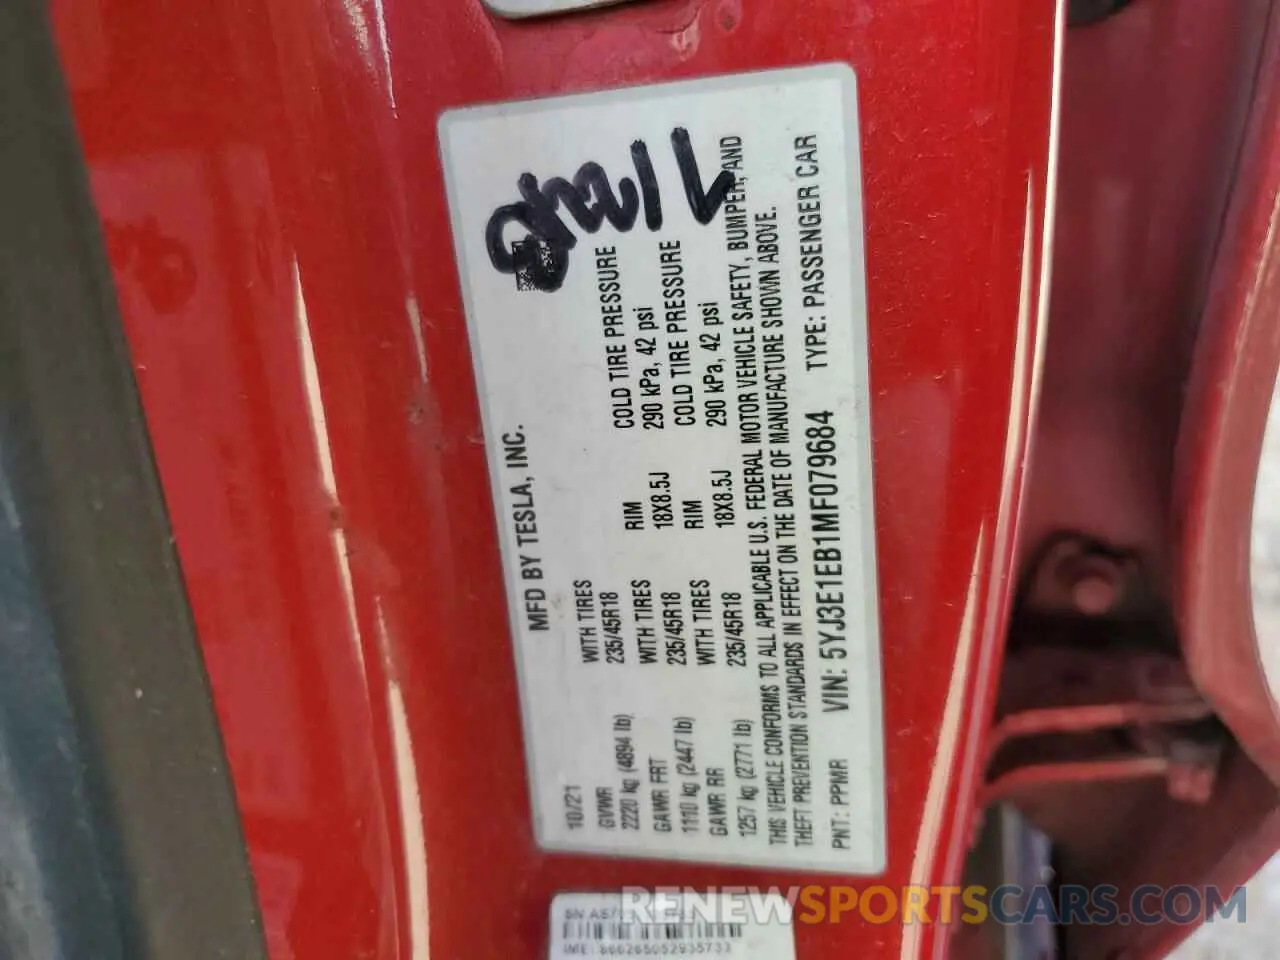 MFD BY TESLA, INC.
10/21
GVWR
2220 kg (4894 lb)
WITH TIRES
235/45R18
RIM
18X8.5J
COLD TIRE PRESSURE
290 kPa, 42 psi
GAWR FRT
1110 kg (2447 lb)
WITH TIRES
235/45R18
RIM
18X8.5J
COLD TIRE PRESSURE
290 kPa, 42 psi
GAWR RR
1257 kg (2771 lb)
WITH TIRES
235/45R18
THIS VEHICLE CONFORMS TO ALL APPLICABLE U.S. FEDERAL MOTOR VEHICLE SAFETY, BUMPER, AND
THEFT PREVENTION STANDARDS IN EFFECT ON THE DATE OF MANUFACTURE SHOWN ABOVE.
PNT: PPMR VIN: 5YJ3E1EB1MF079684 TYPE: PASSENGER CAR
IMEI: 866265052935733
RENEWSPORTSCARS.COM